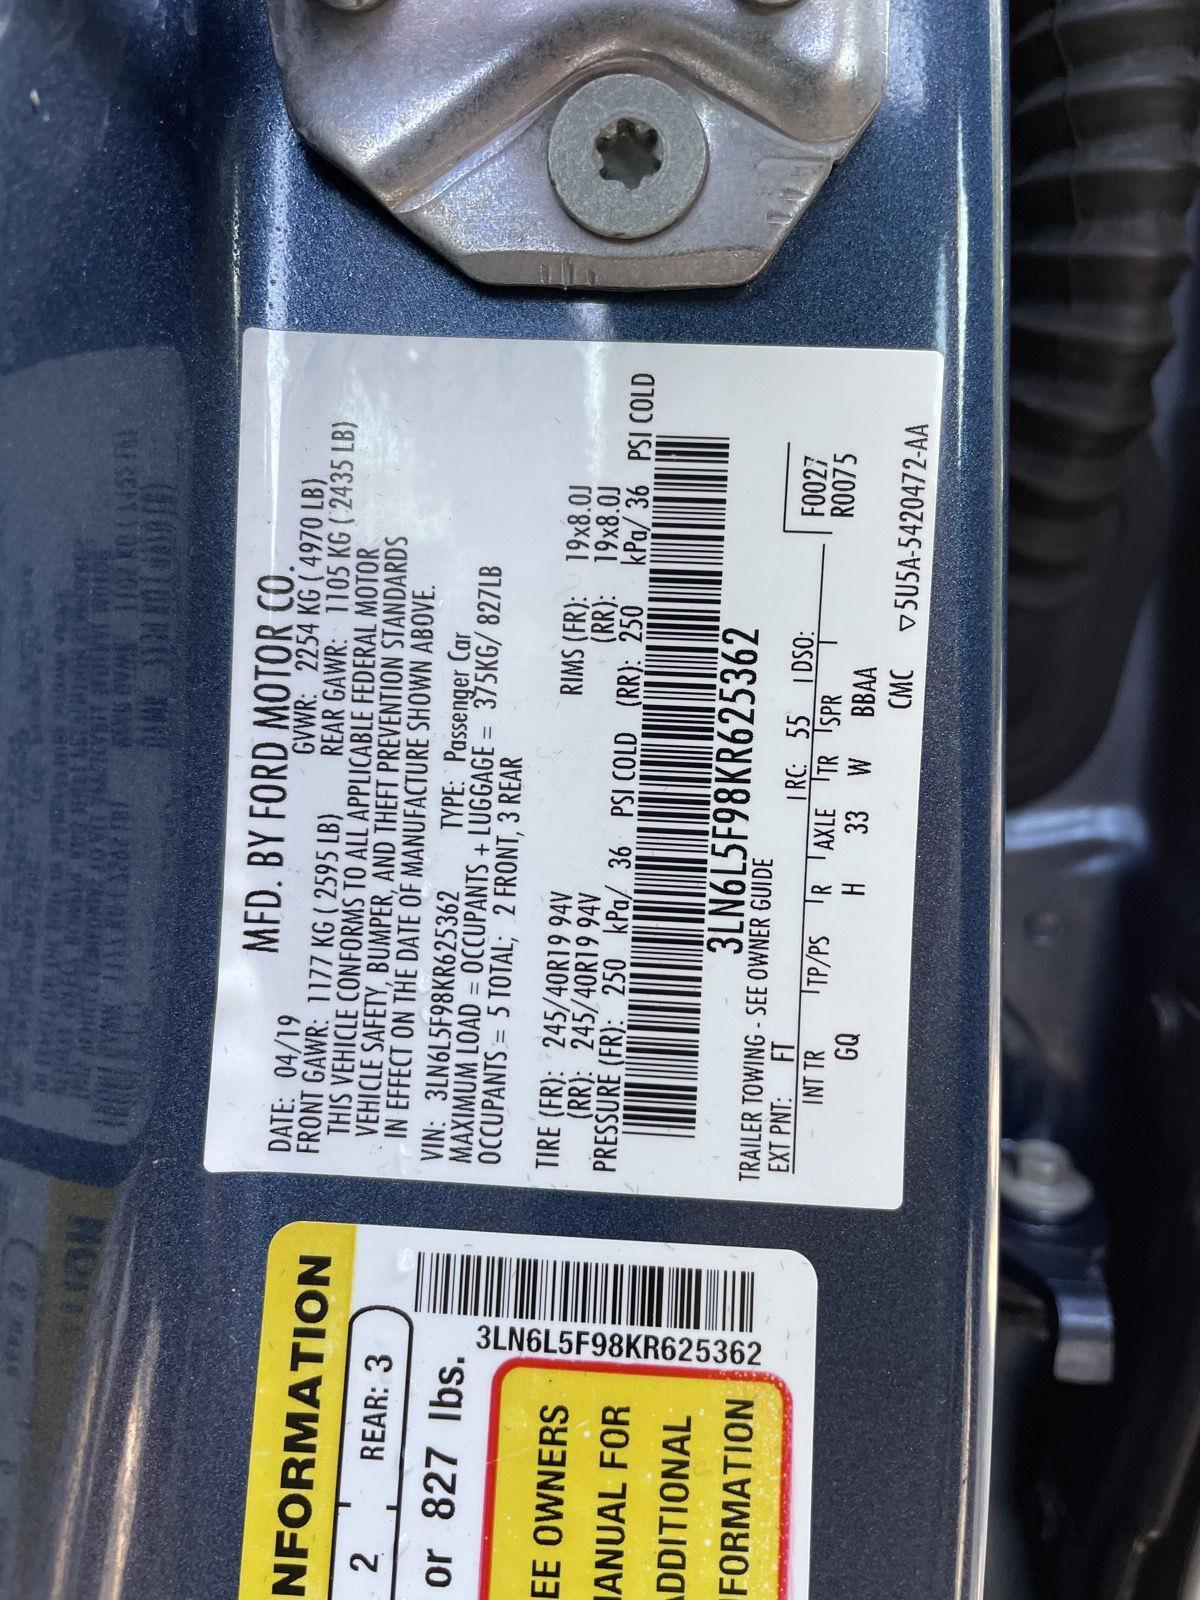 MFD. BY FORD MOTOR CO.
DATE: 04/19
FRONT GAWR: 1177 KG ( 2595 LB) GVWR: 2254 KG ( 4970 LB)
REAR GAWR: 1105 KG ( 2435 LB)
THIS VEHICLE CONFORMS TO ALL APPLICABLE FEDERAL MOTOR
VEHICLE SAFETY, BUMPER, AND THEFT PREVENTION STANDARDS
IN EFFECT ON THE DATE OF MANUFACTURE SHOWN ABOVE.
VIN: 3LN6L5F98KR625362 TYPE: Passenger Car
MAXIMUM LOAD = OCCUPANTS + LUGGAGE = 375KG/ 827LB
OCCUPANTS = 5 TOTAL, 2 FRONT, 3 REAR
TIRE (FR): 245/40R19 94V RIMS (FR): 19x8.0J
(RR): 245/40R19 94V (RR): 19x8.0J
PRESSURE (FR): 250 kPa/ 36 PSI COLD (RR): 250 kPa/ 36 PSI COLD
3LN6L5F98KR625362
TRAILER TOWING - SEE OWNER GUIDE
EXT PNT: FT RC: 55 DSO: F0027
INT TR TP/PS R AXLE TR SPR R0075
GQ H 33 W BBAA
CMC ▽5U5A-5420472-AA
NFORMATION
2 REAR: 3
3LN6L5F98KR625362
or 827 lbs.
EE OWNERS
ANUAL FOR
ADDITIONAL
FORMATION